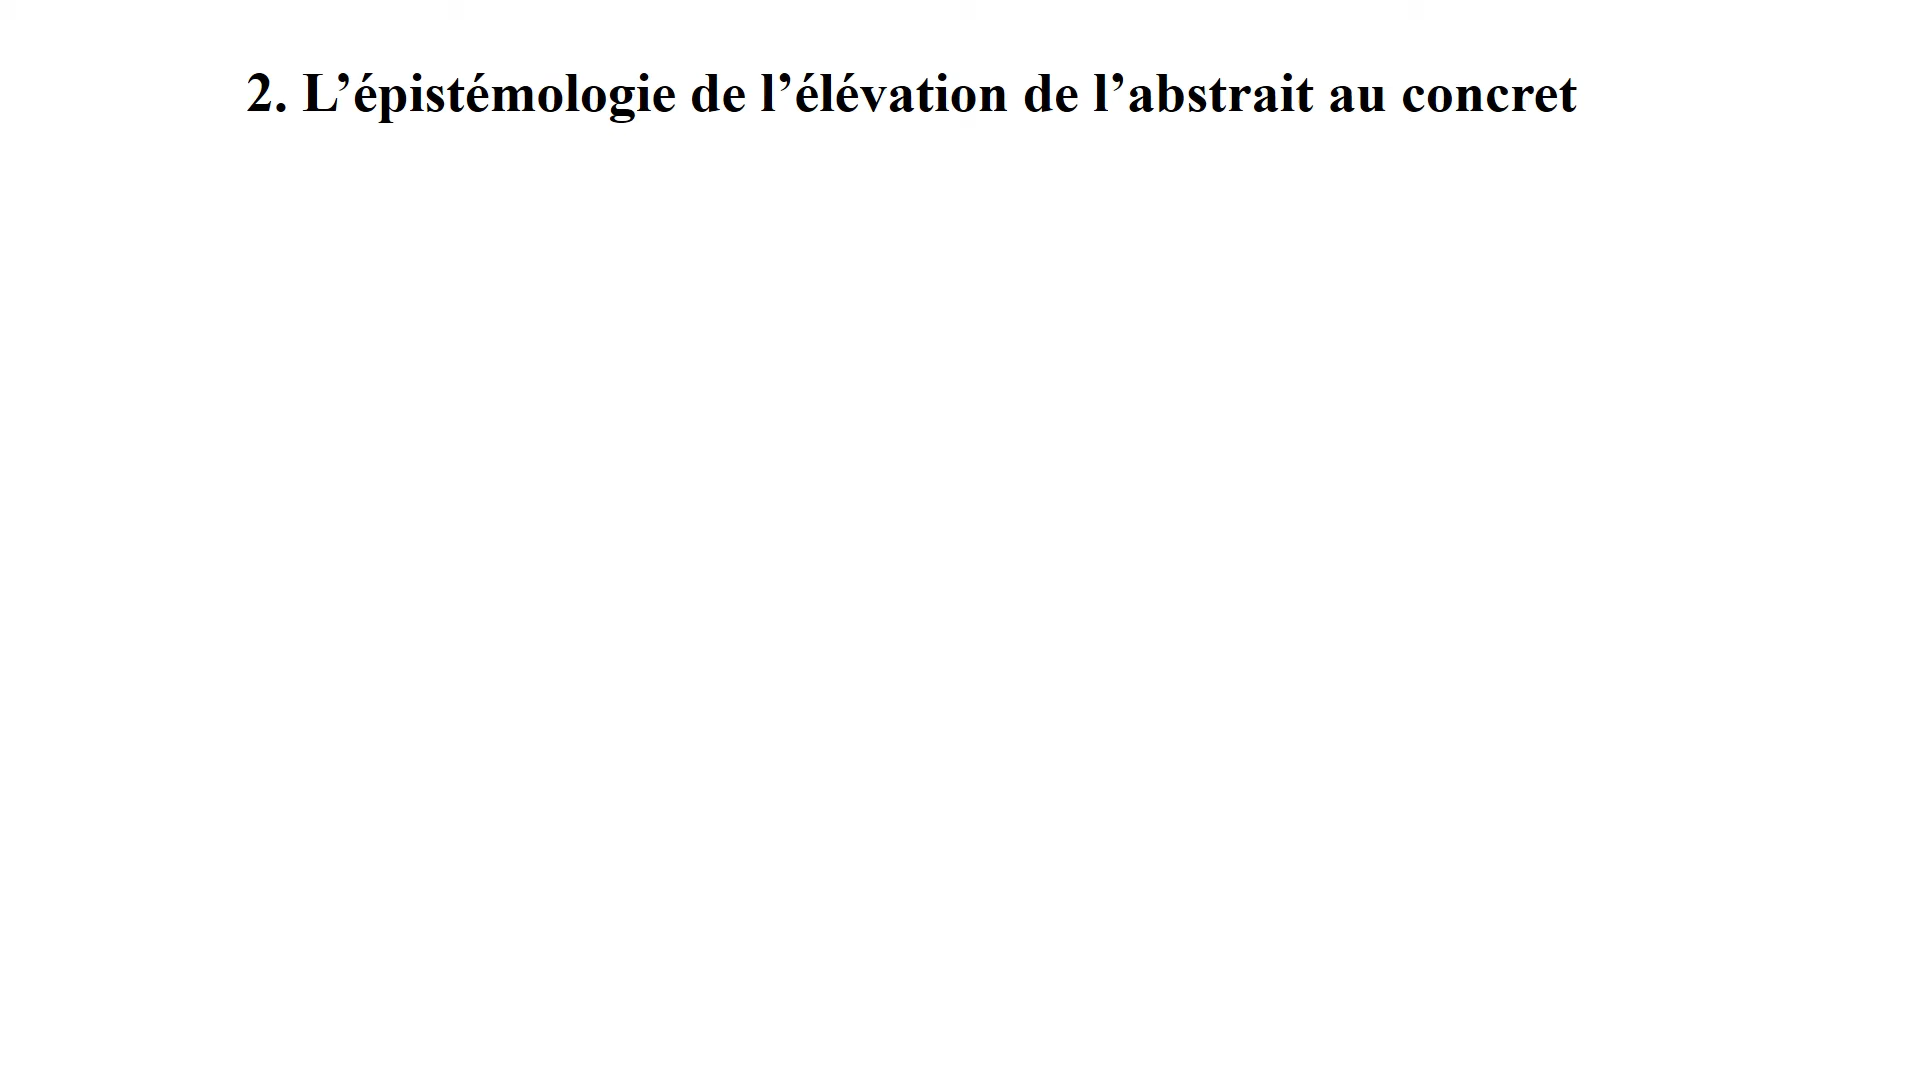 2. L’épistémologie de l’élévation de l’abstrait au concret